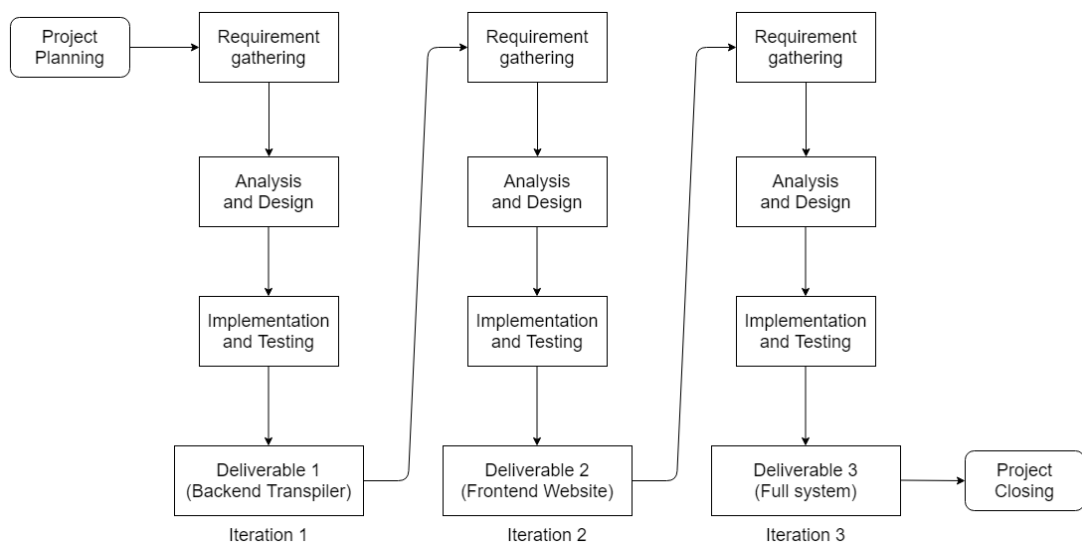 Project
Planning
Requirement
gathering
Analysis
and Design
Implementation
and Testing
Deliverable 1
(Backend Transpiler)
Iteration 1
Requirement
gathering
Analysis
and Design
Implementation
and Testing
Deliverable 2
(Frontend Website)
Iteration 2
Requirement
gathering
Analysis
and Design
Implementation
and Testing
Deliverable 3
(Full system)
Iteration 3
Project
Closing